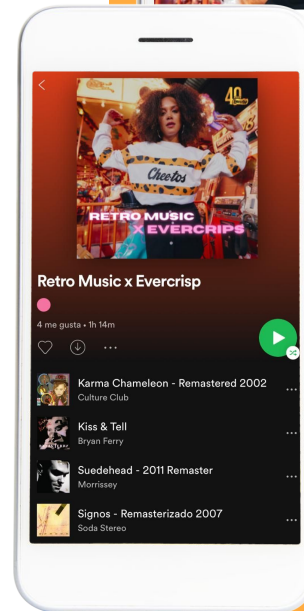 40
Cheetos
RETRO MUSIC
X EVERCRIPS
Retro Music x Evercrisp
4 me gusta • 1h 14m
Karma Chameleon - Remastered 2002
Culture Club
Kiss & Tell
Bryan Ferry
Suedehead - 2011 Remaster
Morrissey
Signos - Remasterizado 2007
Soda Stereo